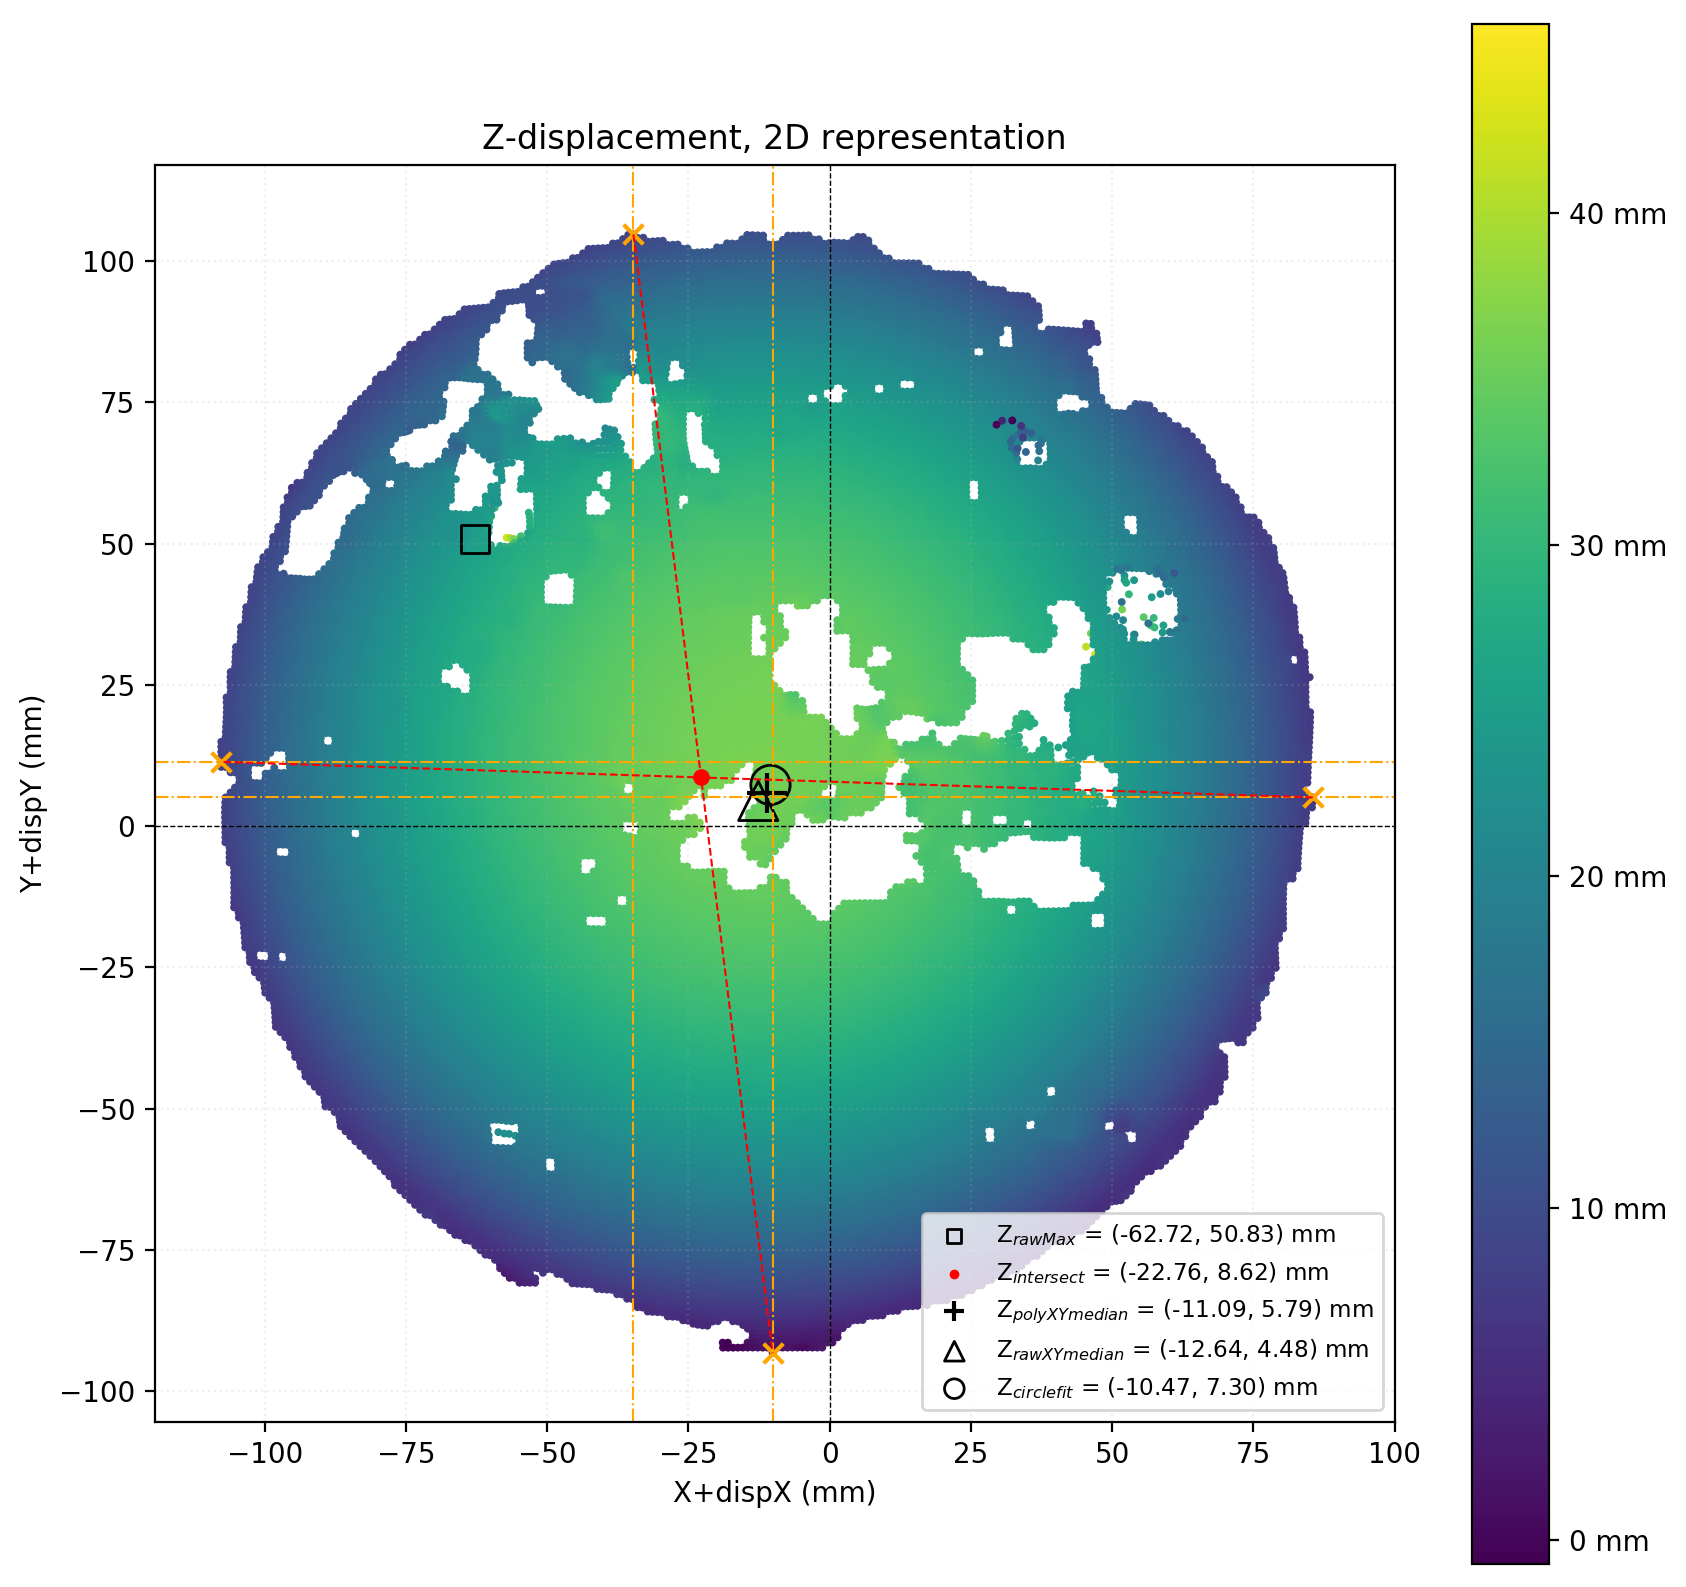 Z-displacement, 2D representation
40 mm
30 mm
20 mm
10 mm
0 mm
Y+dispY (mm)
100
75
50
25
0
−25
−50
−75
−100
−100
−75
−50
−25
0
25
50
75
100
X+dispX (mm)
Z_rawMax = (-62.72, 50.83) mm
Z_intersect = (-22.76, 8.62) mm
Z_polyXYmedian = (-11.09, 5.79) mm
Z_rawXYmedian = (-12.64, 4.48) mm
Z_circlefit = (-10.47, 7.30) mm